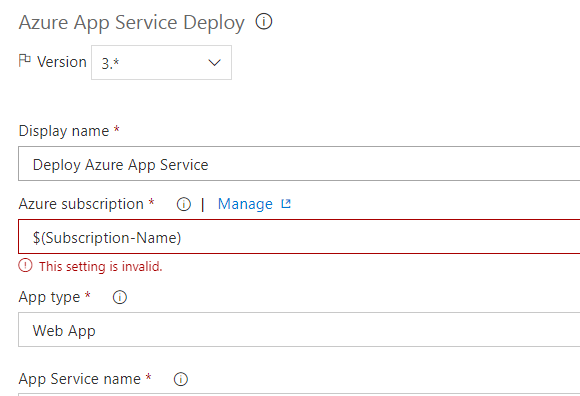 Azure App Service Deploy
Version 3.*
Display name *
Deploy Azure App Service
Azure subscription * | Manage
$(Subscription-Name)
This setting is invalid.
App type *
Web App
App Service name *